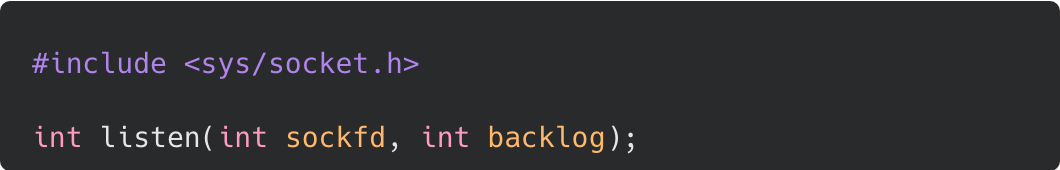 #include <sys/socket.h>
int listen(int sockfd, int backlog);